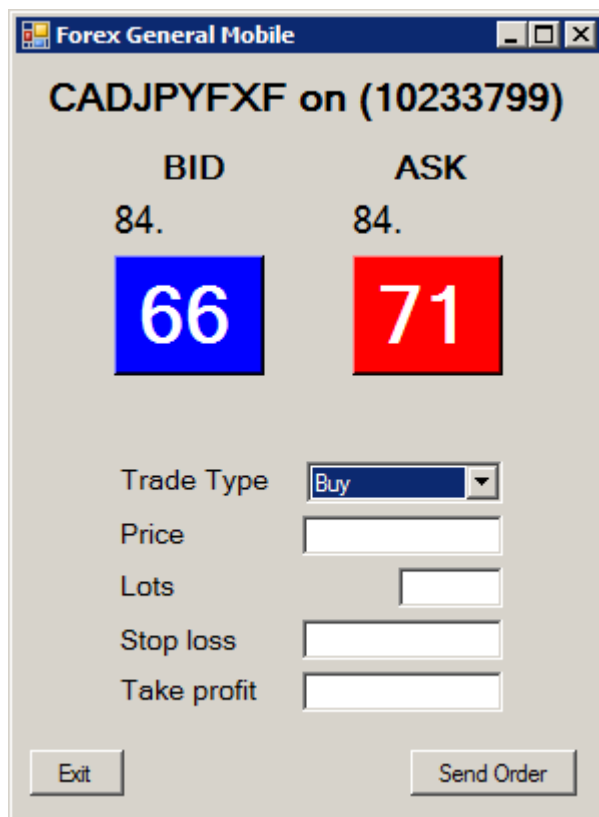 Forex General Mobile
CADJPYFXF on (10233799)
BID ASK
84. 84.
66 71
Trade Type Buy
Price
Lots
Stop loss
Take profit
Exit Send Order